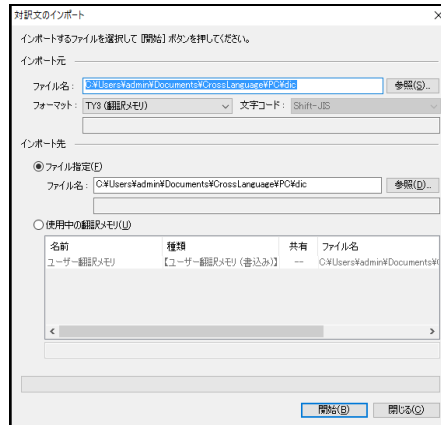 対訳文のインポート
インポートするファイルを選択して [開始] ボタンを押してください。
インポート元
ファイル名： C:¥Users¥admin¥Documents¥CrossLanguage¥PC¥dic 参照(S)...
フォーマット： TY3 (翻訳メモリ) 文字コード： Shift-JIS
インポート先
ファイル指定(F)
ファイル名： C:¥Users¥admin¥Documents¥CrossLanguage¥PC¥dic 参照(D)...
使用中の翻訳メモリ(U)
名前 種類 共有 ファイル名
ユーザー翻訳メモリ 【ユーザー翻訳メモリ (書込み)】 -- C:¥Users¥admin¥Documents¥
開始(B) 閉じる(C)